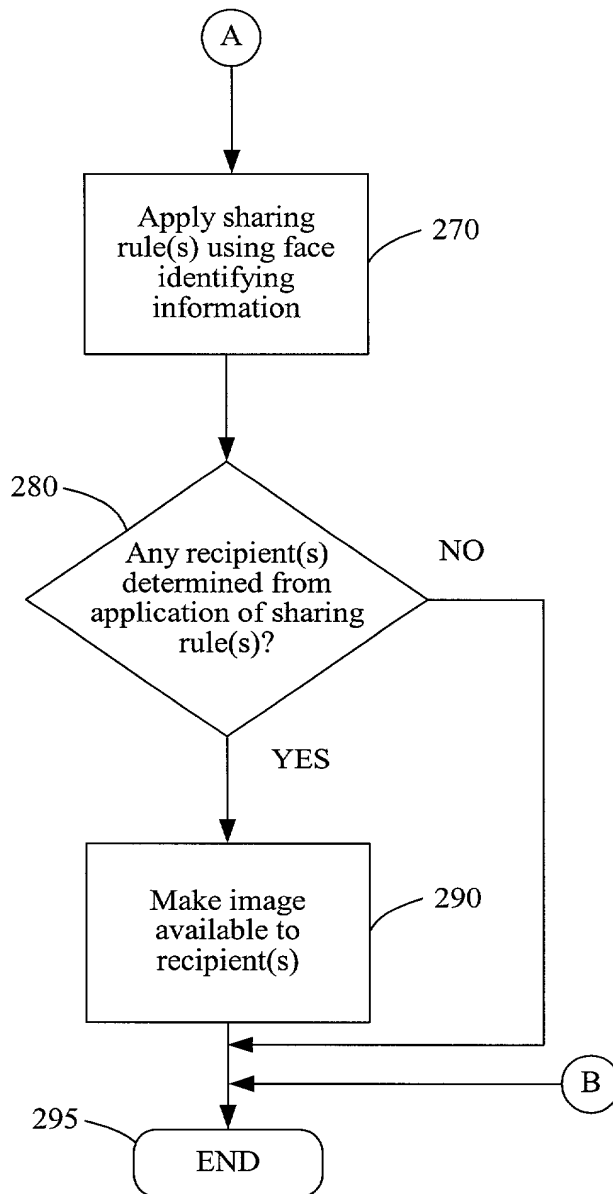 A
Apply sharing
rule(s) using face
identifying
information
270
280
Any recipient(s)
determined from
application of sharing
rule(s)?
NO
YES
Make image
available to
recipient(s)
290
B
295
END